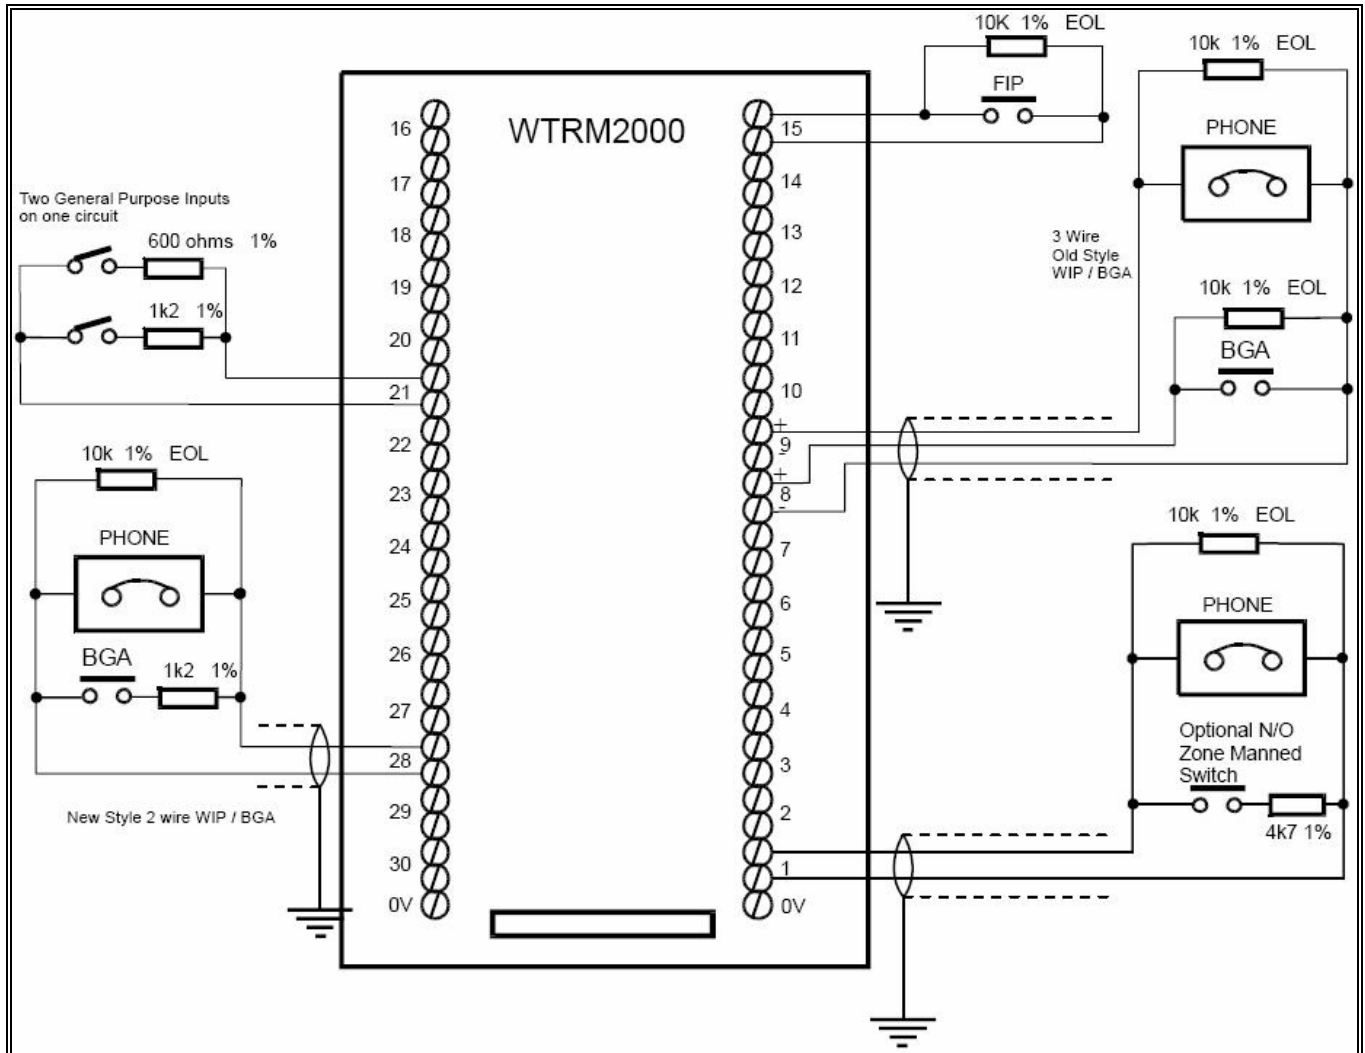 10K 1% EOL
FIP
10k 1% EOL
PHONE
3 Wire
Old Style
WIP / BGA
10k 1% EOL
BGA
WTRM2000
16
17
18
19
20
21
22
23
24
25
26
27
28
29
30
0V
15
14
13
12
11
10
+
9
-
+
8
-
7
6
5
4
3
2
1
0V
Two General Purpose Inputs
on one circuit
600 ohms 1%
1k2 1%
10k 1% EOL
PHONE
BGA
1k2 1%
New Style 2 wire WIP / BGA
10k 1% EOL
PHONE
Optional N/O
Zone Manned
Switch
4k7 1%